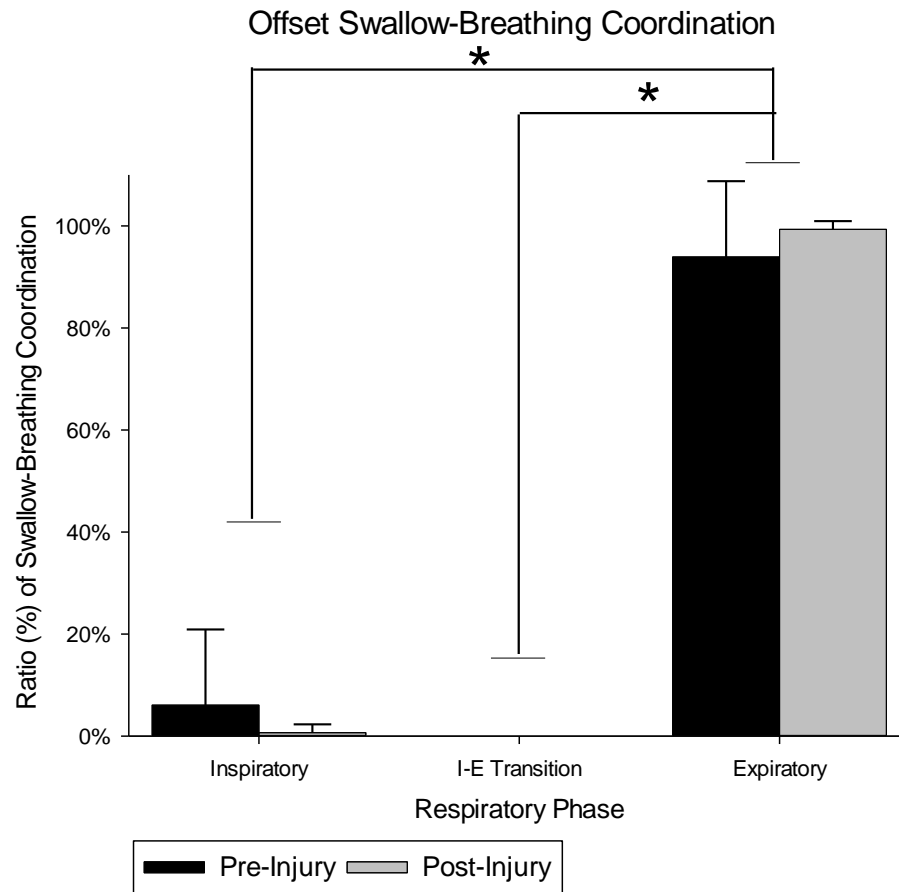 Offset Swallow-Breathing Coordination
*
*
Ratio (%) of Swallow-Breathing Coordination
100%
80%
60%
40%
20%
0%
Inspiratory
I-E Transition
Expiratory
Respiratory Phase
Pre-Injury
Post-Injury